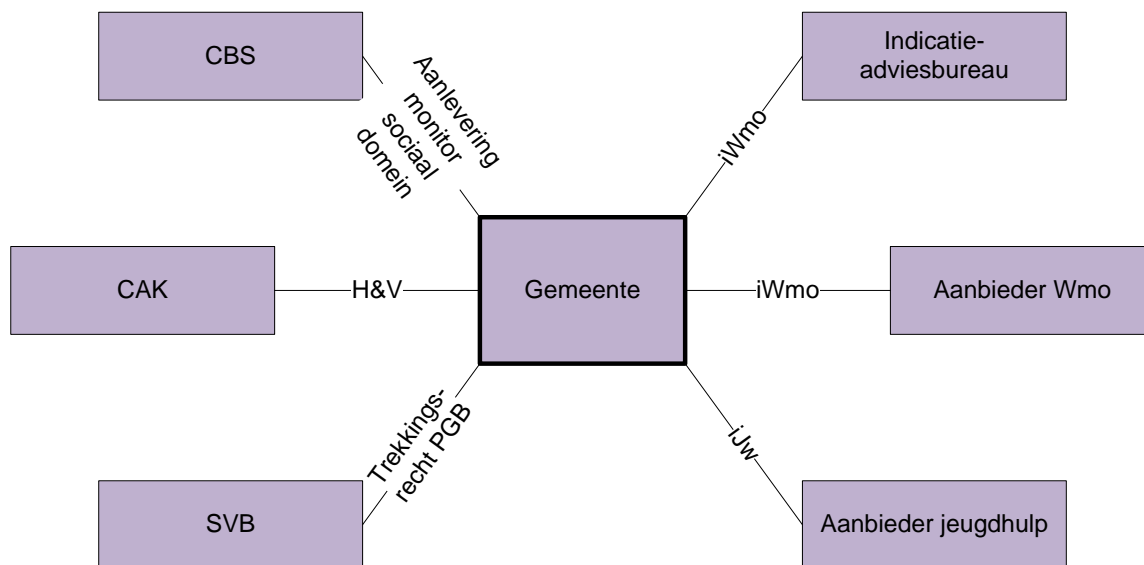 CBS
Aanlevering
monitor
sociaal
domein
Indicatie-
adviesbureau
iWmo
CAK
H&V
Gemeente
iWmo
Aanbieder Wmo
Trekkings-
recht PGB
iJw
SVB
Aanbieder jeugdhulp